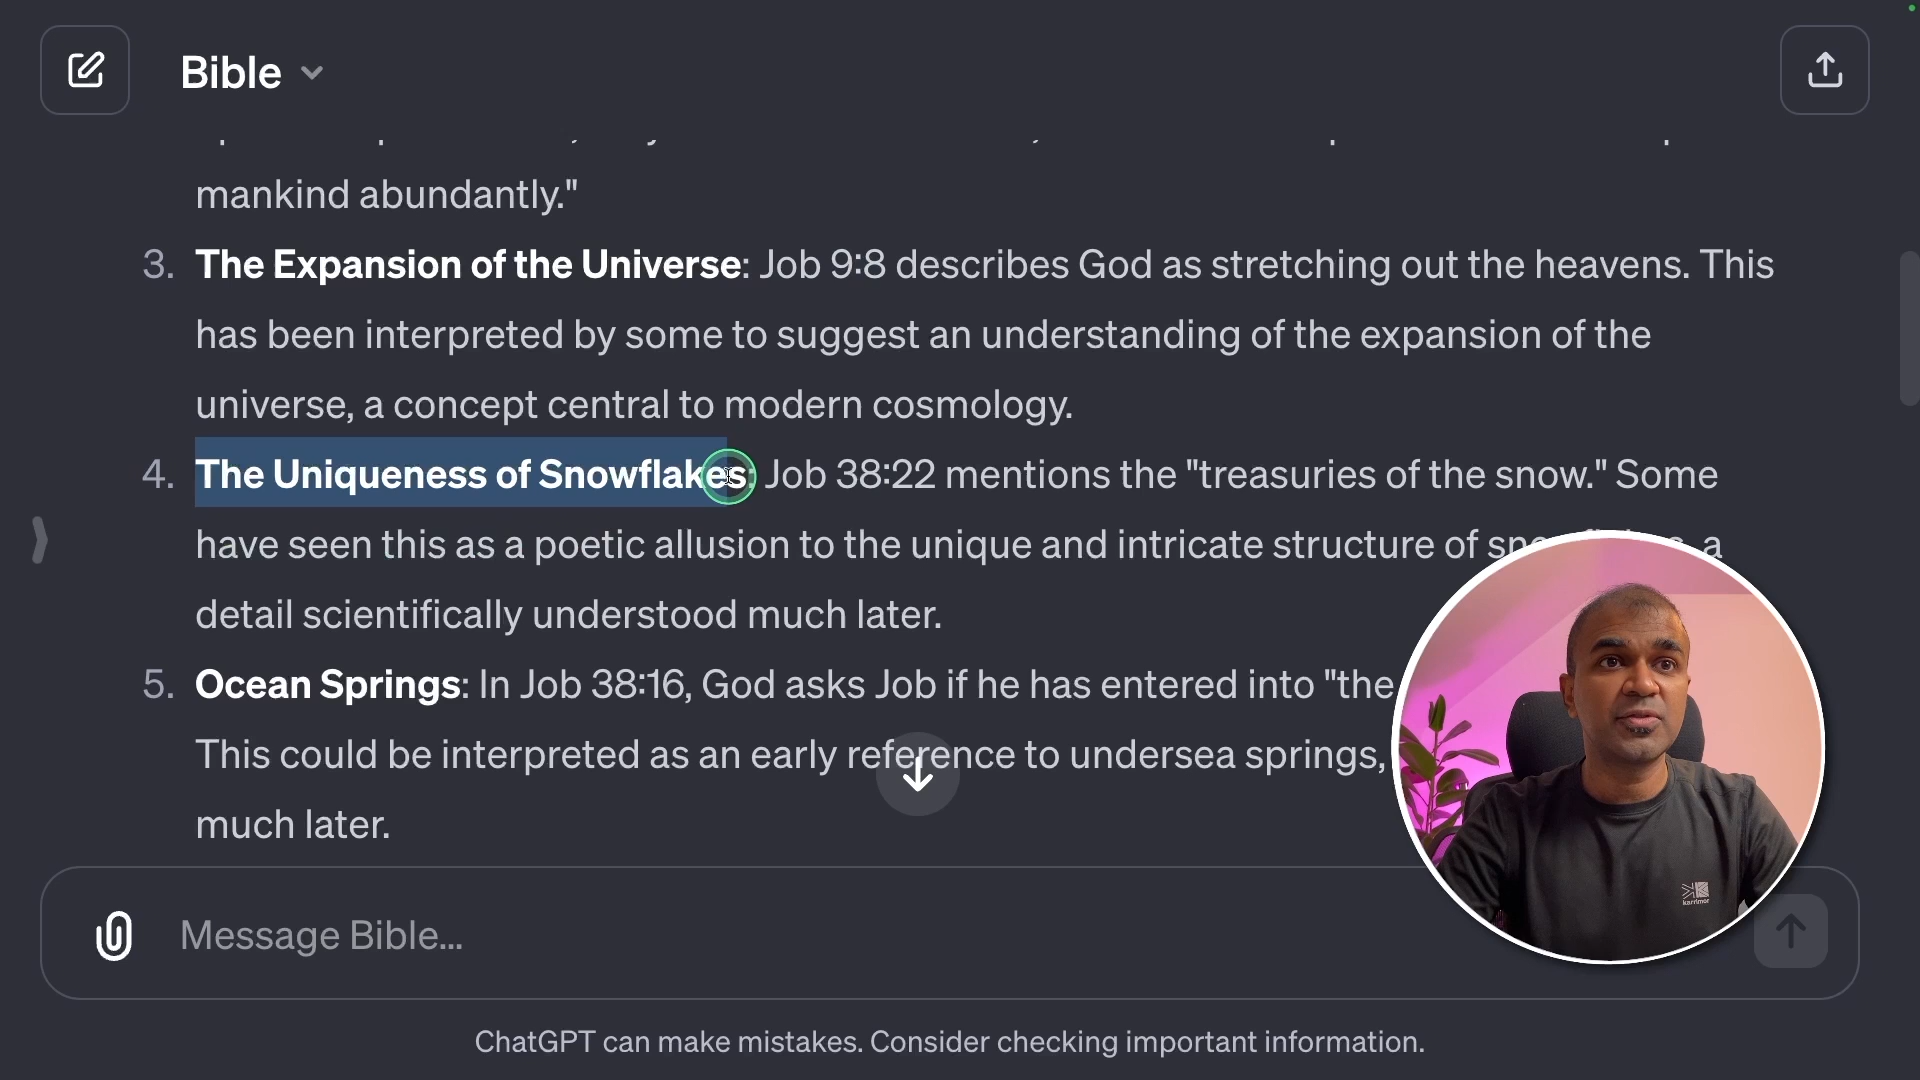 Bible
mankind abundantly."
3. The Expansion of the Universe: Job 9:8 describes God as stretching out the heavens. This
has been interpreted by some to suggest an understanding of the expansion of the
universe, a concept central to modern cosmology.
4. The Uniqueness of Snowflakes: Job 38:22 mentions the "treasuries of the snow." Some
have seen this as a poetic allusion to the unique and intricate structure of a
detail scientifically understood much later.
5. Ocean Springs: In Job 38:16, God asks Job if he has entered into "the
This could be interpreted as an early reference to undersea springs,
much later.
karrimor
Message Bible...
ChatGPT can make mistakes. Consider checking important information.